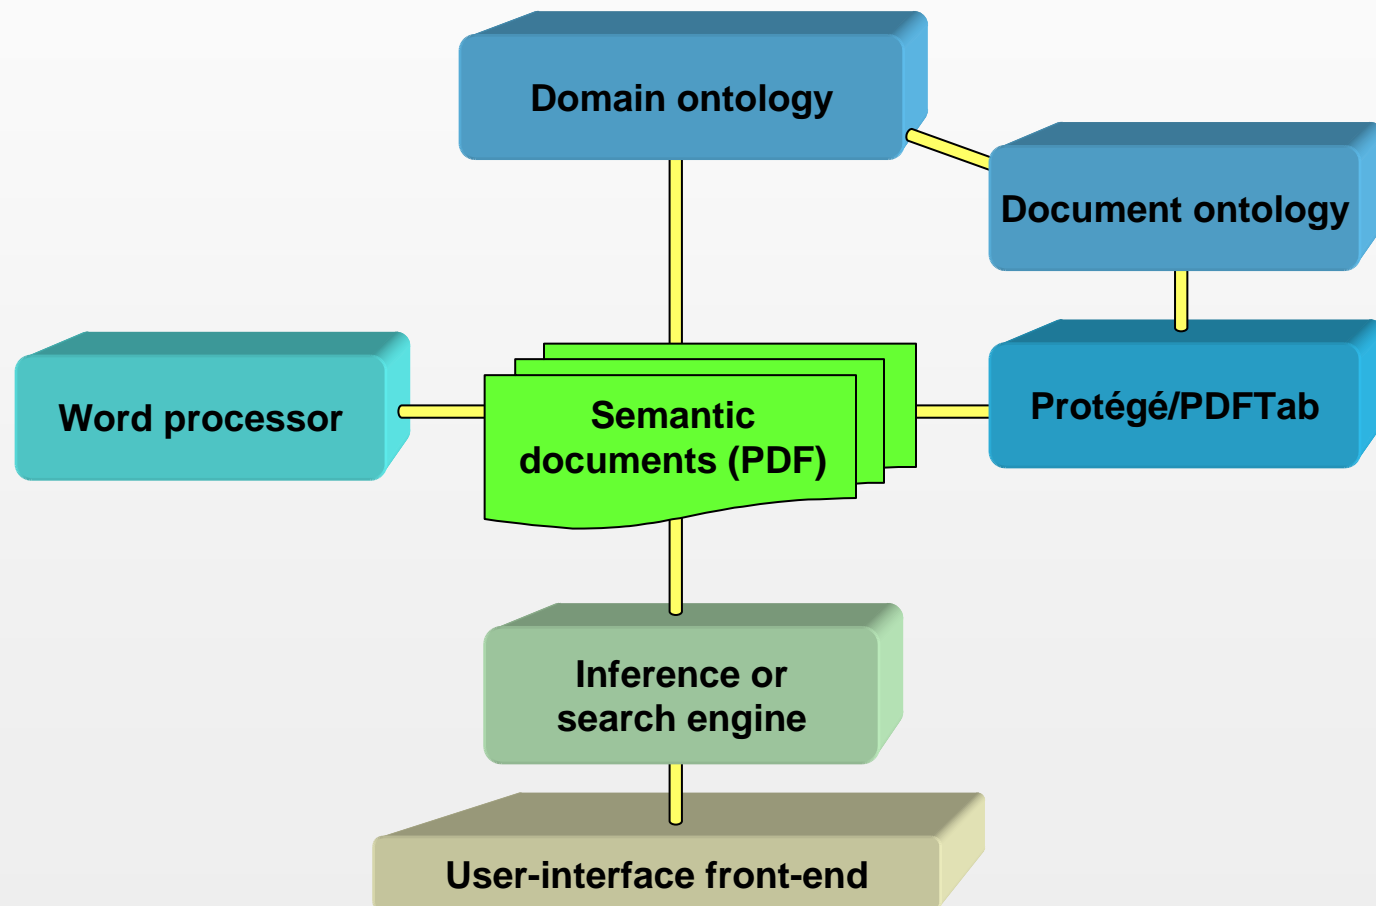 Domain ontology
Document ontology
Word processor
Semantic
documents (PDF)
Protégé/PDFTab
Inference or
search engine
User-interface front-end